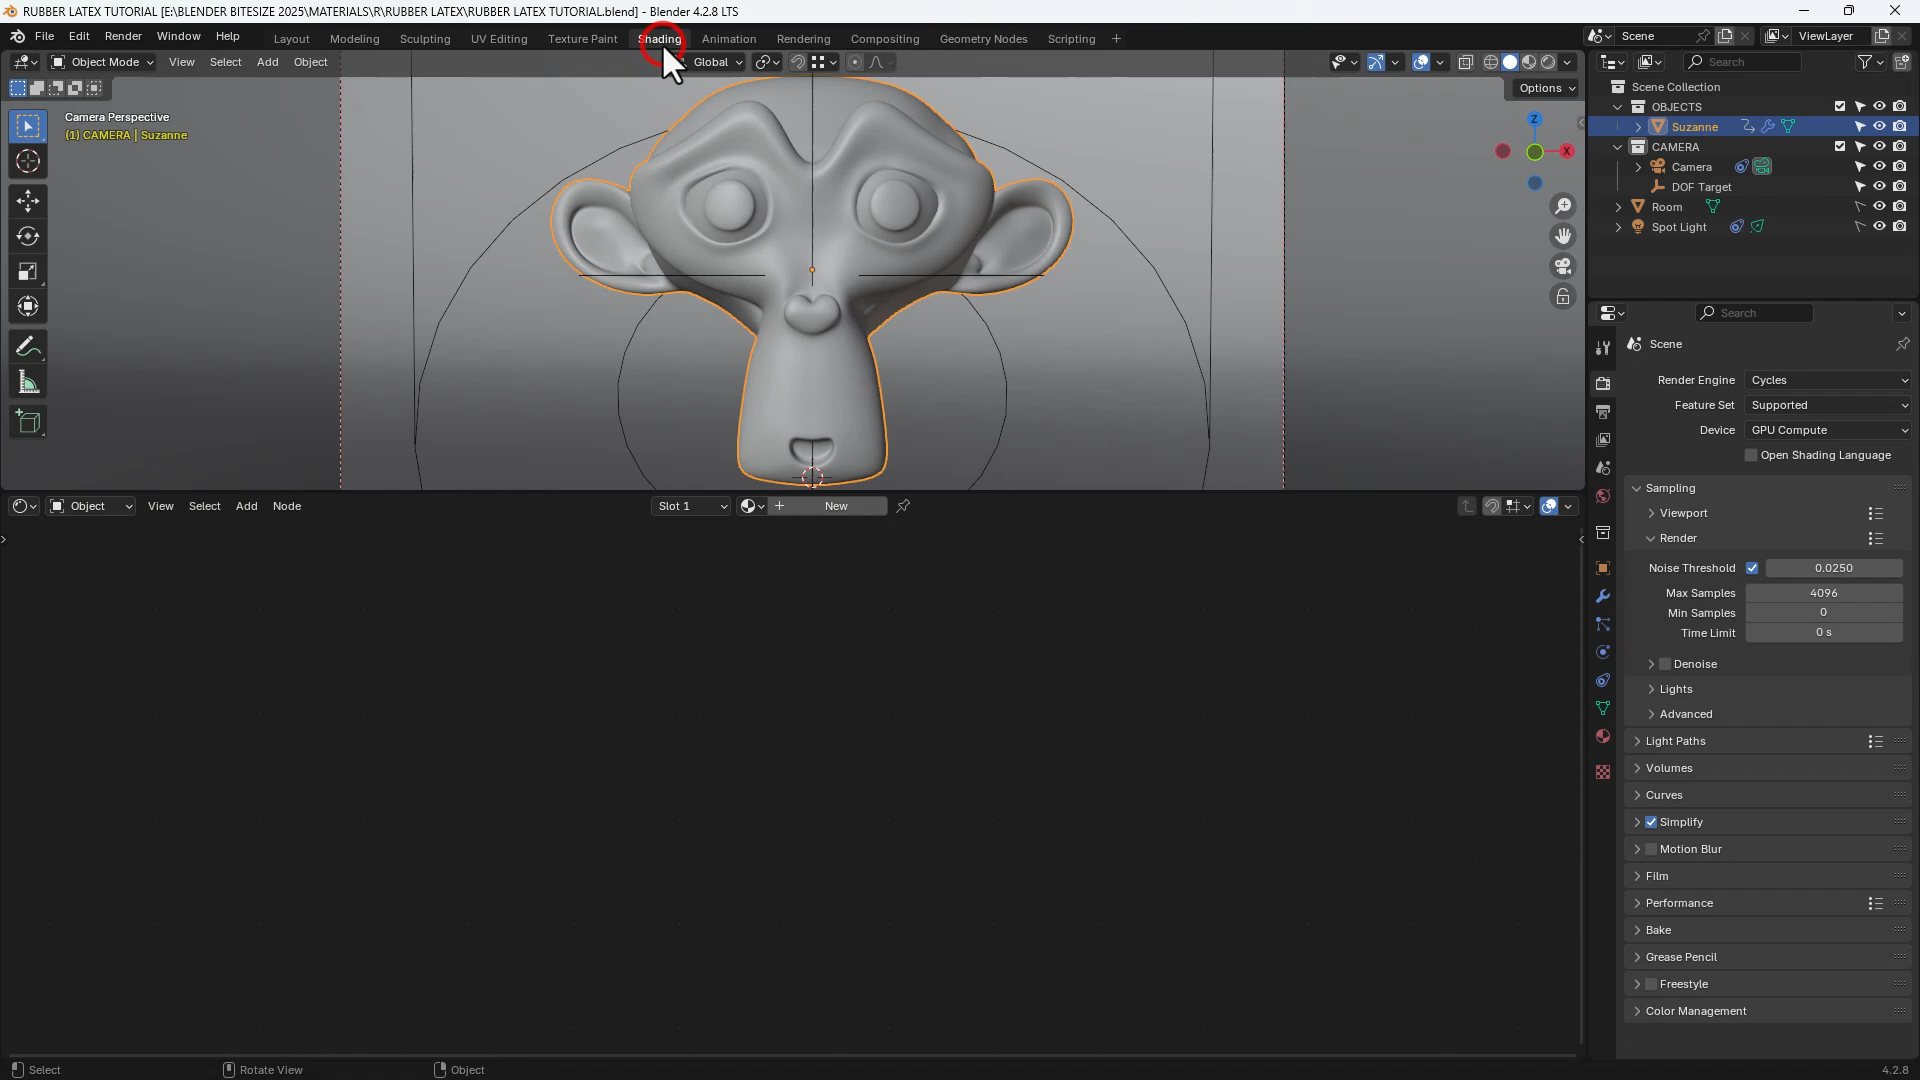 RUBBER LATEX TUTORIAL [E:\BLENDER BITESIZE 2025\MATERIALS\R\RUBBER LATEX\RUBBER LATEX TUTORIAL.blend] - Blender 4.2.8 LTS
File Edit Render Window Help Layout Modeling Sculpting UV Editing Texture Paint Shading Animation Rendering Compositing Geometry Nodes Scripting + Scene ViewLayer
Object Mode View Select Add Object Global Search
Options
Camera Perspective
(1) CAMERA | Suzanne
Z
X
Scene Collection
OBJECTS
Suzanne
CAMERA
Camera
DOF Target
Room
Spot Light
Search
Scene
Render Engine Cycles
Feature Set Supported
Device GPU Compute
Open Shading Language
Sampling
Viewport
Render
Noise Threshold 0.0250
Max Samples 4096
Min Samples 0
Time Limit 0 s
Denoise
Lights
Advanced
Light Paths
Volumes
Curves
Simplify
Motion Blur
Film
Performance
Bake
Grease Pencil
Freestyle
Color Management
Object View Select Add Node Slot 1 New
Select Rotate View Object 4.2.8